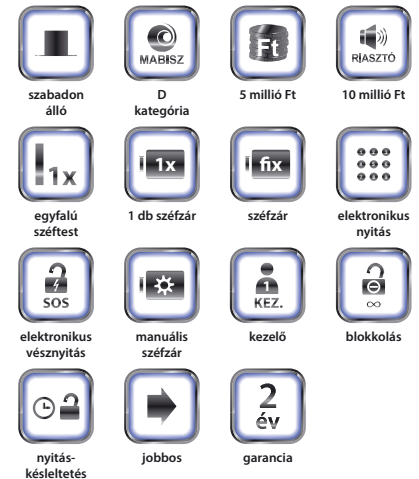 MABISZ
Ft
RIASZTÓ
szabadon
álló
D
kategória
5 millió Ft
10 millió Ft
1x
1x
fix
egyfalú
széftest
1 db széfzár
széfzár
elektronikus
nyitás
SOS
1
KEZ.
∞
elektronikus
vésznyitás
manuális
széfzár
kezelő
blokkolás
2
év
nyitás-
késleltetés
jobbos
garancia